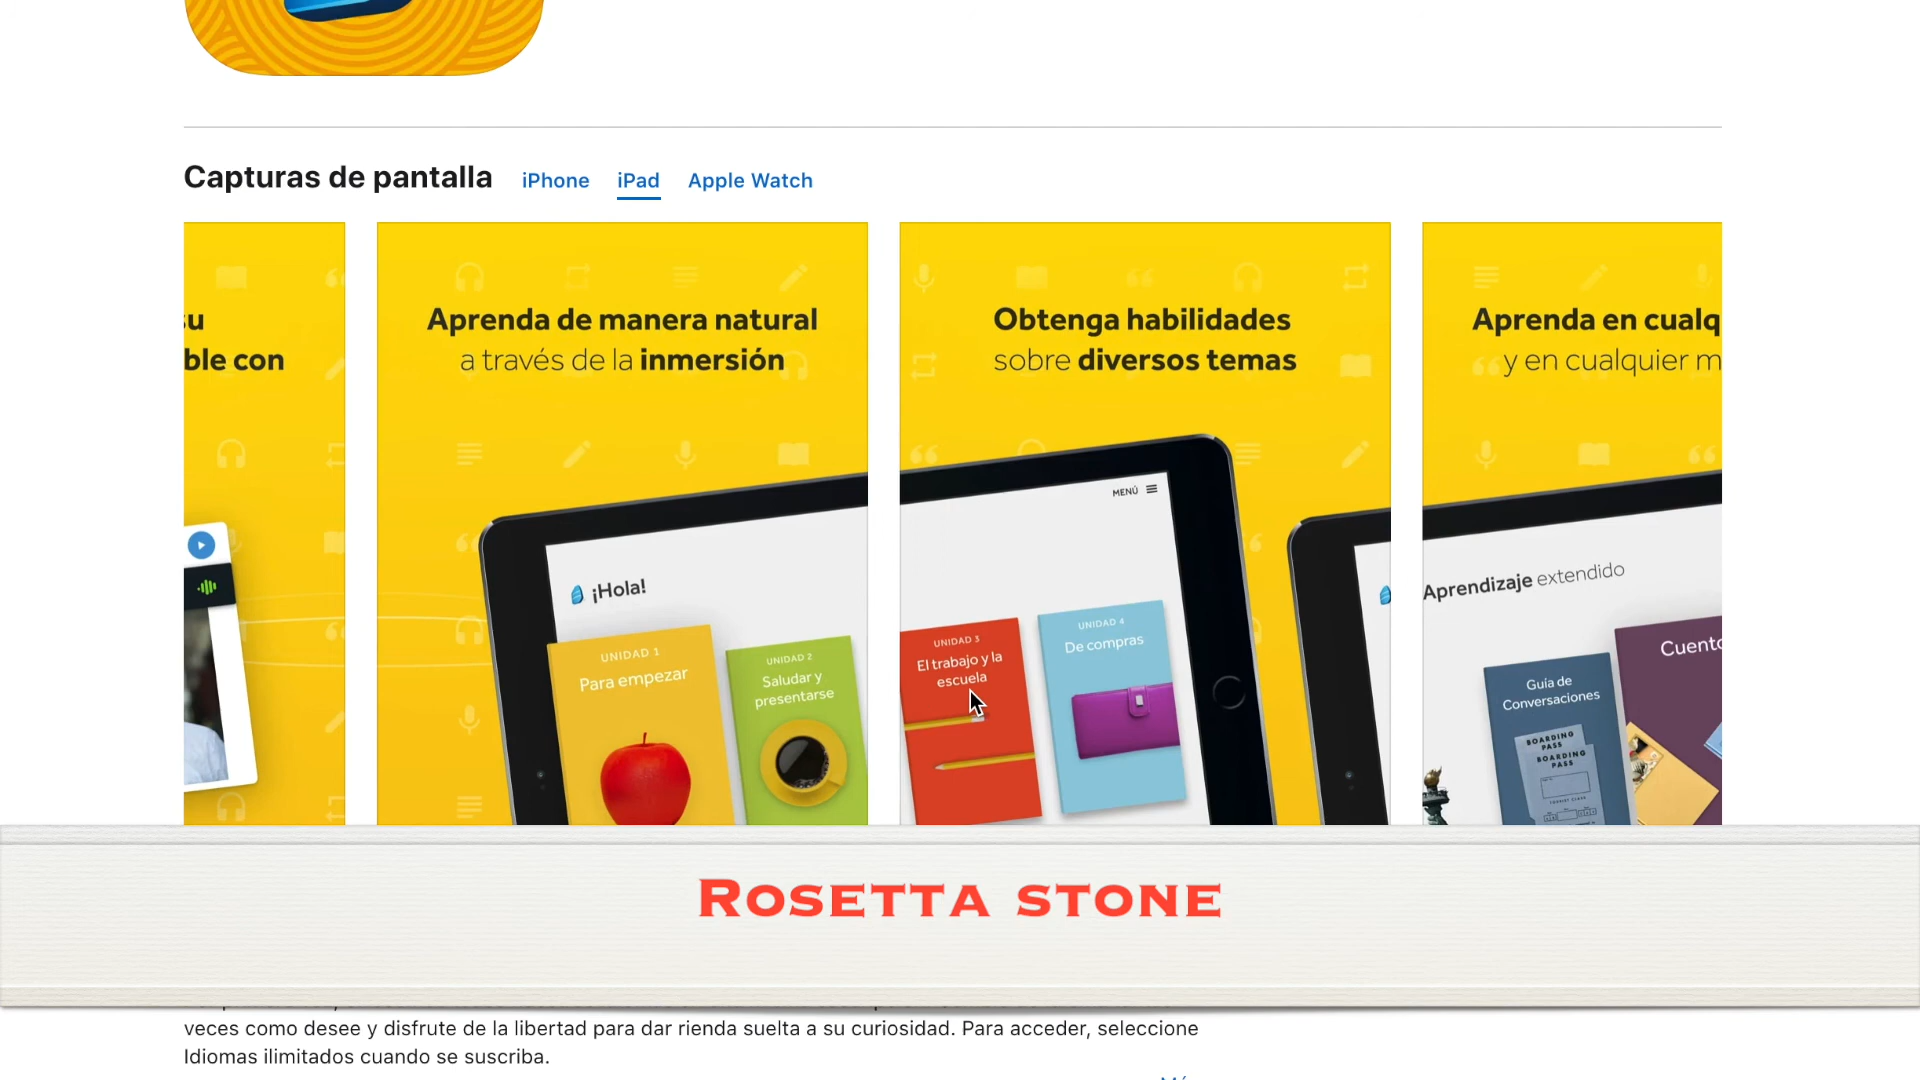 Capturas de pantalla iPhone iPad Apple Watch
su
ble con
Aprenda de manera natural
a través de la inmersión
¡Hola!
UNIDAD 1
Para empezar
UNIDAD 2
Saludar y
presentarse
Obtenga habilidades
sobre diversos temas
MENÚ
UNIDAD 3
El trabajo y la
escuela
UNIDAD 4
De compras
Aprenda en cualq
y en cualquier m
Aprendizaje extendido
Guia de
Conversaciones
BOARDING
PASS
BOARDING
PASS
Cuento
ROSETTA STONE
veces como desee y disfrute de la libertad para dar rienda suelta a su curiosidad. Para acceder, seleccione
Idiomas ilimitados cuando se suscriba.